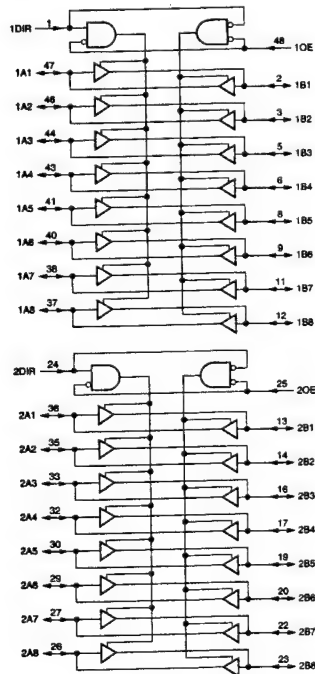 1DIR 1
48 1OE
1A1 47
2 1B1
1A2 46
3 1B2
1A3 44
5 1B3
1A4 43
6 1B4
1A5 41
8 1B5
1A6 40
9 1B6
1A7 38
11 1B7
1A8 37
12 1B8
2DIR 24
25 2OE
2A1 36
13 2B1
2A2 35
14 2B2
2A3 33
16 2B3
2A4 32
17 2B4
2A5 30
19 2B5
2A6 29
20 2B6
2A7 27
22 2B7
2A8 26
23 2B8